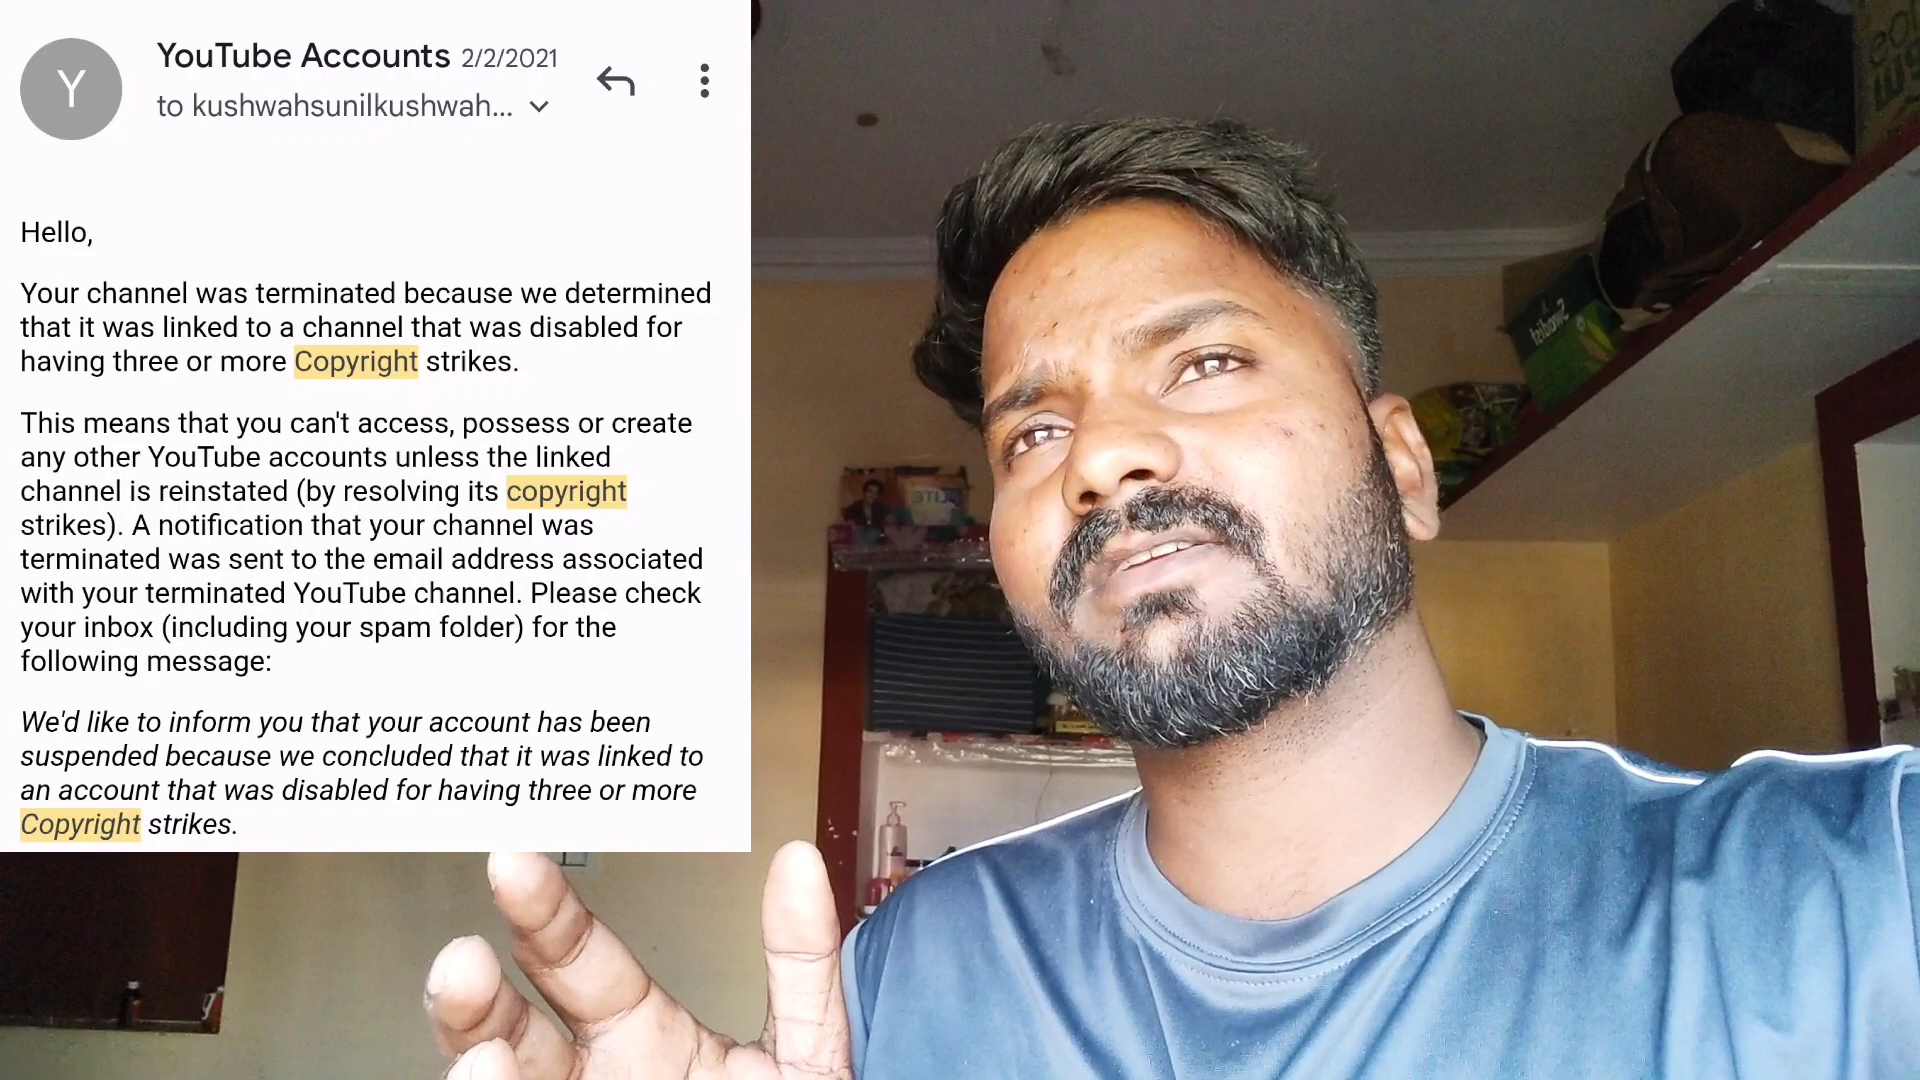 Y
YouTube Accounts 2/2/2021
to kushwahsunilkushwah...
Hello,
Your channel was terminated because we determined
that it was linked to a channel that was disabled for
having three or more Copyright strikes.
This means that you can't access, possess or create
any other YouTube accounts unless the linked
channel is reinstated (by resolving its copyright
strikes). A notification that your channel was
terminated was sent to the email address associated
with your terminated YouTube channel. Please check
your inbox (including your spam folder) for the
following message:
We'd like to inform you that your account has been
suspended because we concluded that it was linked to
an account that was disabled for having three or more
Copyright strikes.